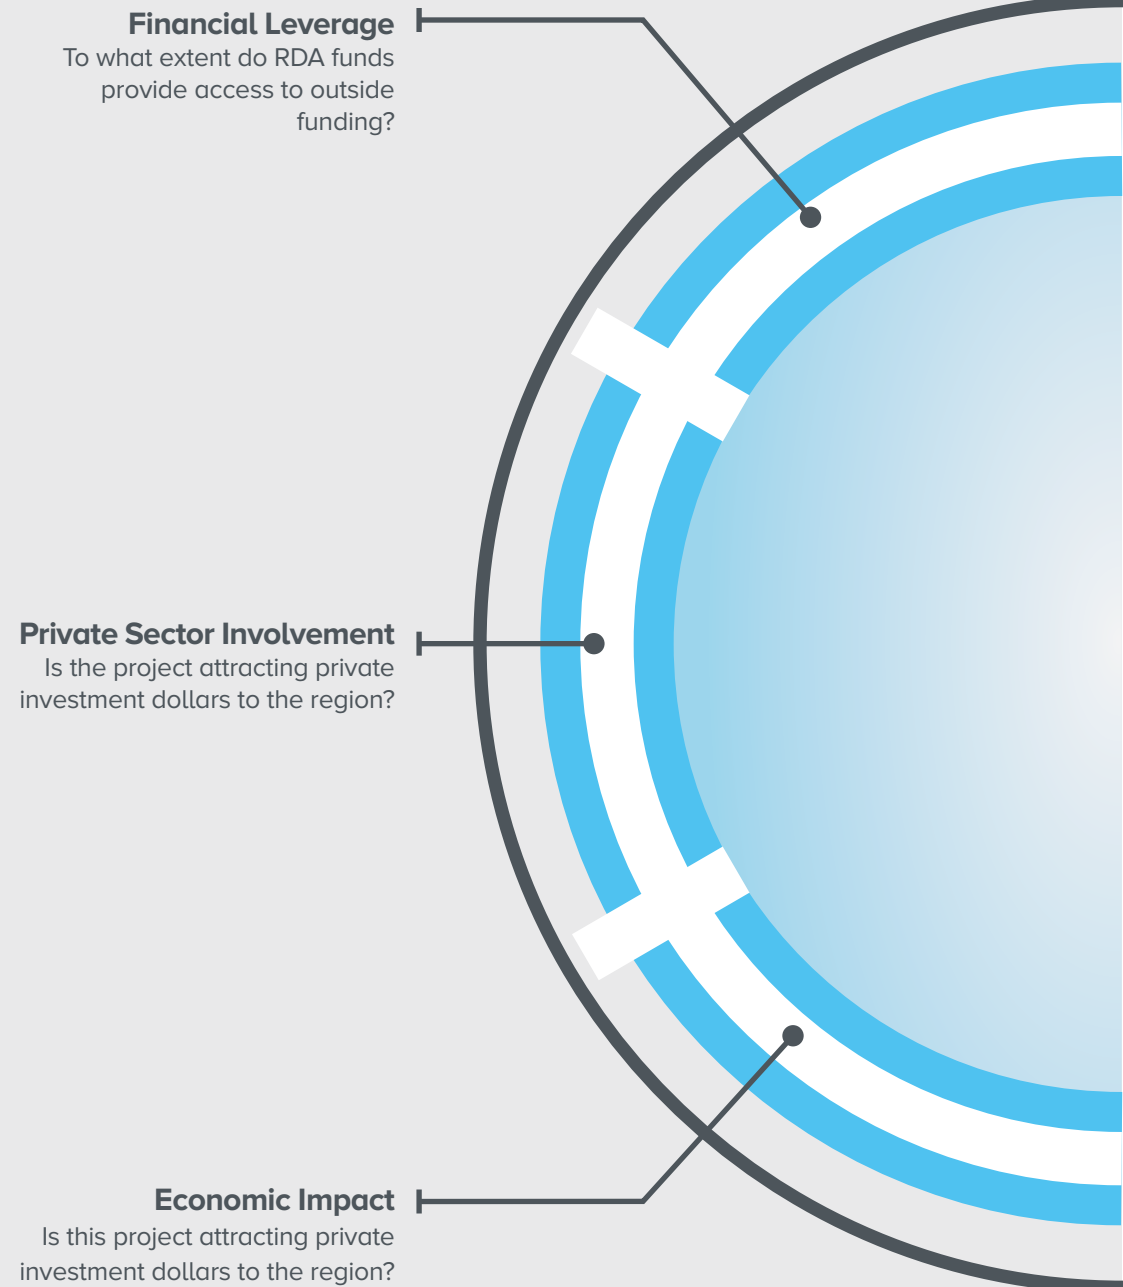 Financial Leverage
To what extent do RDA funds
provide access to outside
funding?
Private Sector Involvement
Is the project attracting private
investment dollars to the region?
Economic Impact
Is this project attracting private
investment dollars to the region?